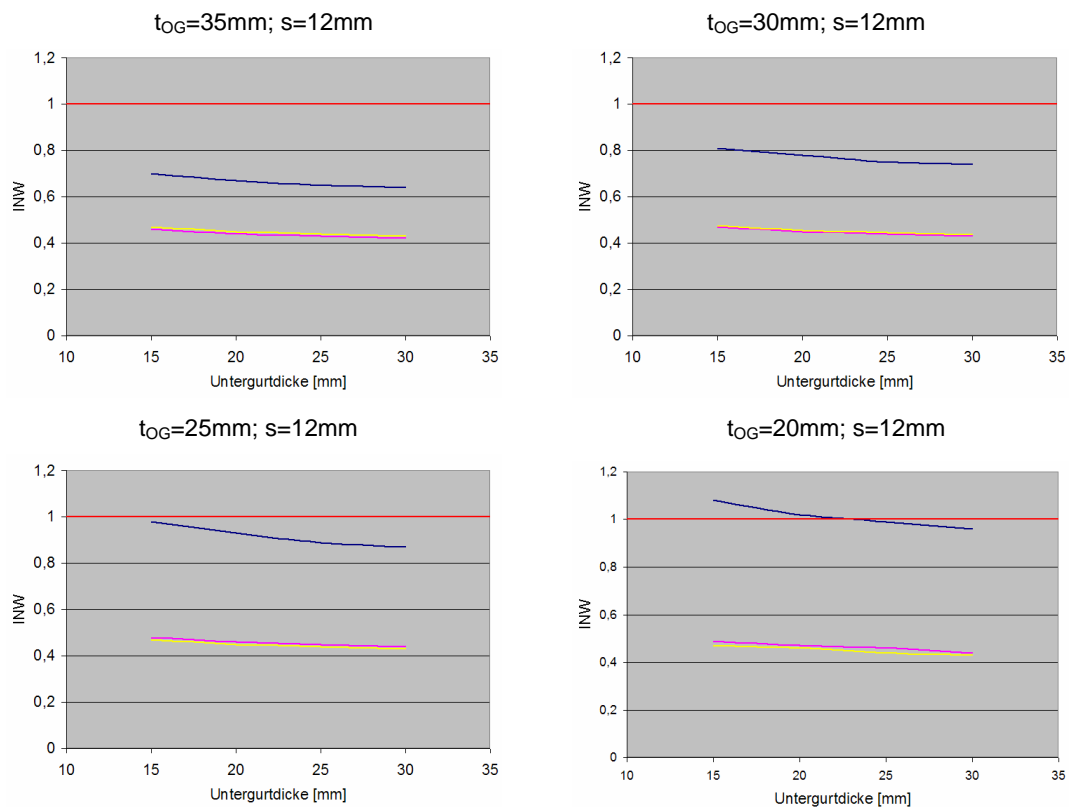 t_OG=35mm; s=12mm
1,2
1
0,8
0,6
0,4
0,2
0
INW
10 15 20 25 30 35
Untergurtdicke [mm]
t_OG=30mm; s=12mm
1,2
1
0,8
0,6
0,4
0,2
0
INW
10 15 20 25 30 35
Untergurtdicke [mm]
t_OG=25mm; s=12mm
1,2
1
0,8
0,6
0,4
0,2
0
INW
10 15 20 25 30 35
Untergurtdicke [mm]
t_OG=20mm; s=12mm
1,2
1
0,8
0,6
0,4
0,2
0
INW
10 15 20 25 30 35
Untergurtdicke [mm]